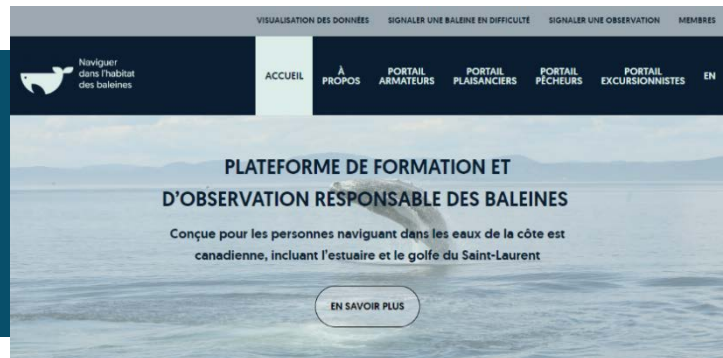 VISUALISATION DES DONNÉES SIGNALER UNE BALEINE EN DIFFICULTÉ SIGNALER UNE OBSERVATION MEMBRES
Naviguer
dans l'habitat
des baleines
ACCUEIL
À
PROPOS
PORTAIL
ARMATEURS
PORTAIL
PLAISANCIERS
PORTAIL
PÊCHEURS
PORTAIL
EXCURSIONNISTES
EN
PLATEFORME DE FORMATION ET
D'OBSERVATION RESPONSABLE DES BALEINES
Conçue pour les personnes naviguant dans les eaux de la côte est
canadienne, incluant l'estuaire et le golfe du Saint-Laurent
EN SAVOIR PLUS